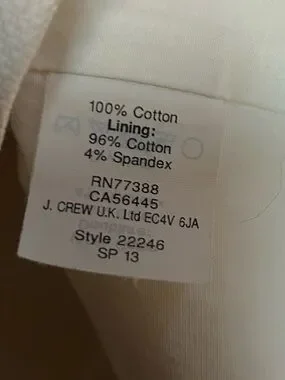 100% Cotton
Lining:
96% Cotton
4% Spandex
RN77388
CA56445
J. CREW U.K. Ltd EC4V 6JA
Style 22246
SP 13